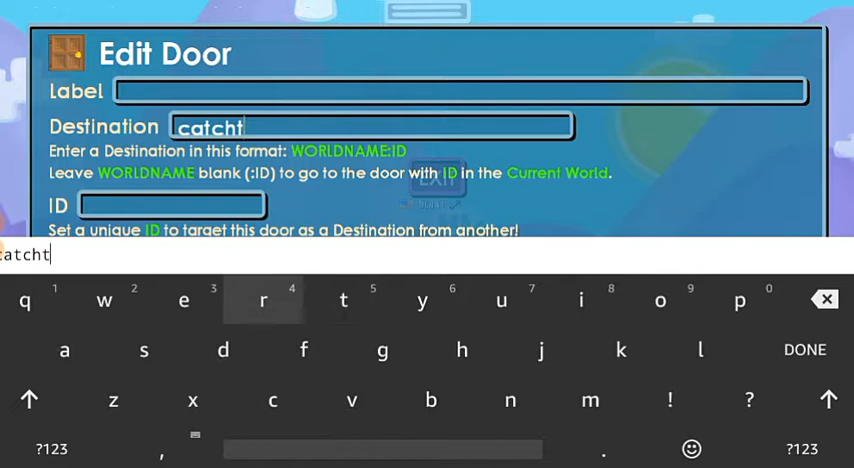 Edit Door
Label
Destination catcht
Enter a Destination in this format: WORLDNAME:ID
Leave WORLDNAME blank (:ID) to go to the door with ID in the Current World.
EXIT
ID
Set a unique ID to target this door as a Destination from another!
atcht
q 1 w 2 e 3 r 4 t 5 y 6 u 7 i 8 o 9 p 0
a s d f g h j k l DONE
z x c v b n m ! ?
?123 , . ?123